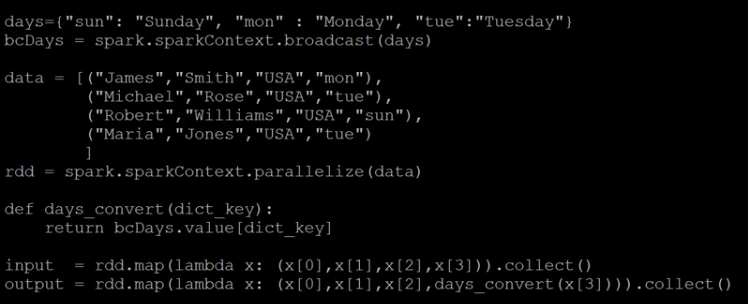 days={"sun": "Sunday", "mon" : "Monday", "tue":"Tuesday"}
bcDays = spark.sparkContext.broadcast(days)
data = [("James","Smith","USA","mon"),
("Michael","Rose","USA","tue"),
("Robert","Williams","USA","sun"),
("Maria","Jones","USA","tue")
]
rdd = spark.sparkContext.parallelize(data)
def days_convert(dict_key):
return bcDays.value[dict_key]
input  = rdd.map(lambda x: (x[0],x[1],x[2],x[3])).collect()
output = rdd.map(lambda x: (x[0],x[1],x[2],days_convert(x[3]))).collect()